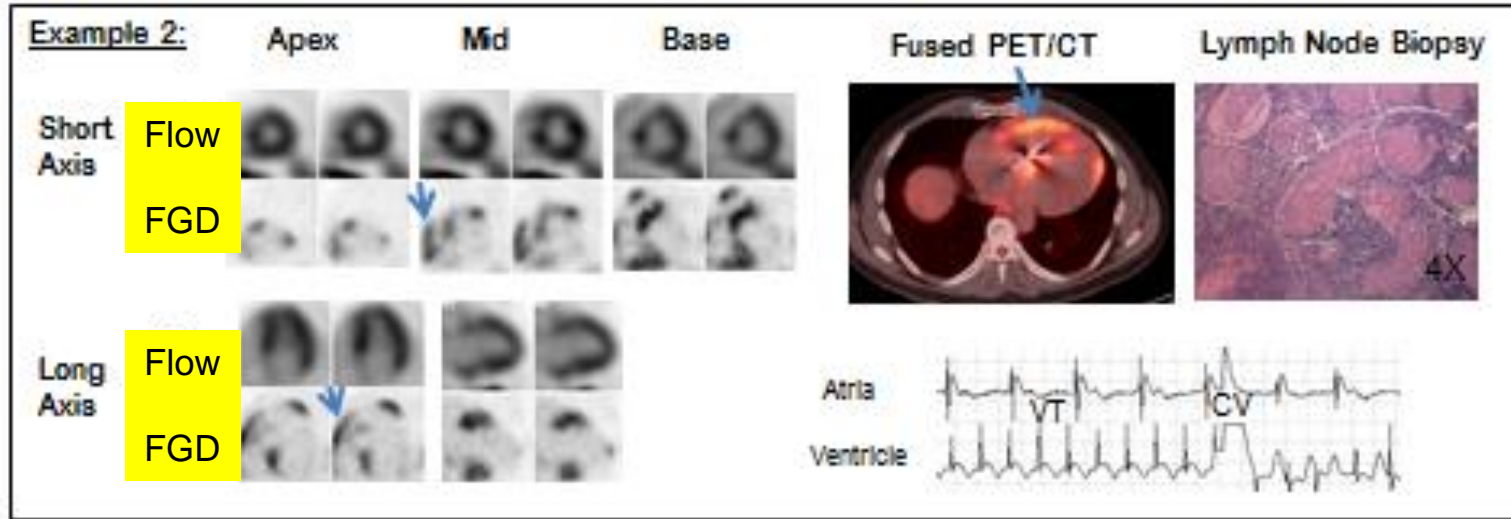 Example 2:
Apex
Mid
Base
Short
Axis
Flow
FGD
Long
Axis
Flow
FGD
Fused PET/CT
Lymph Node Biopsy
4X
Atria
VT
CV
Ventricle